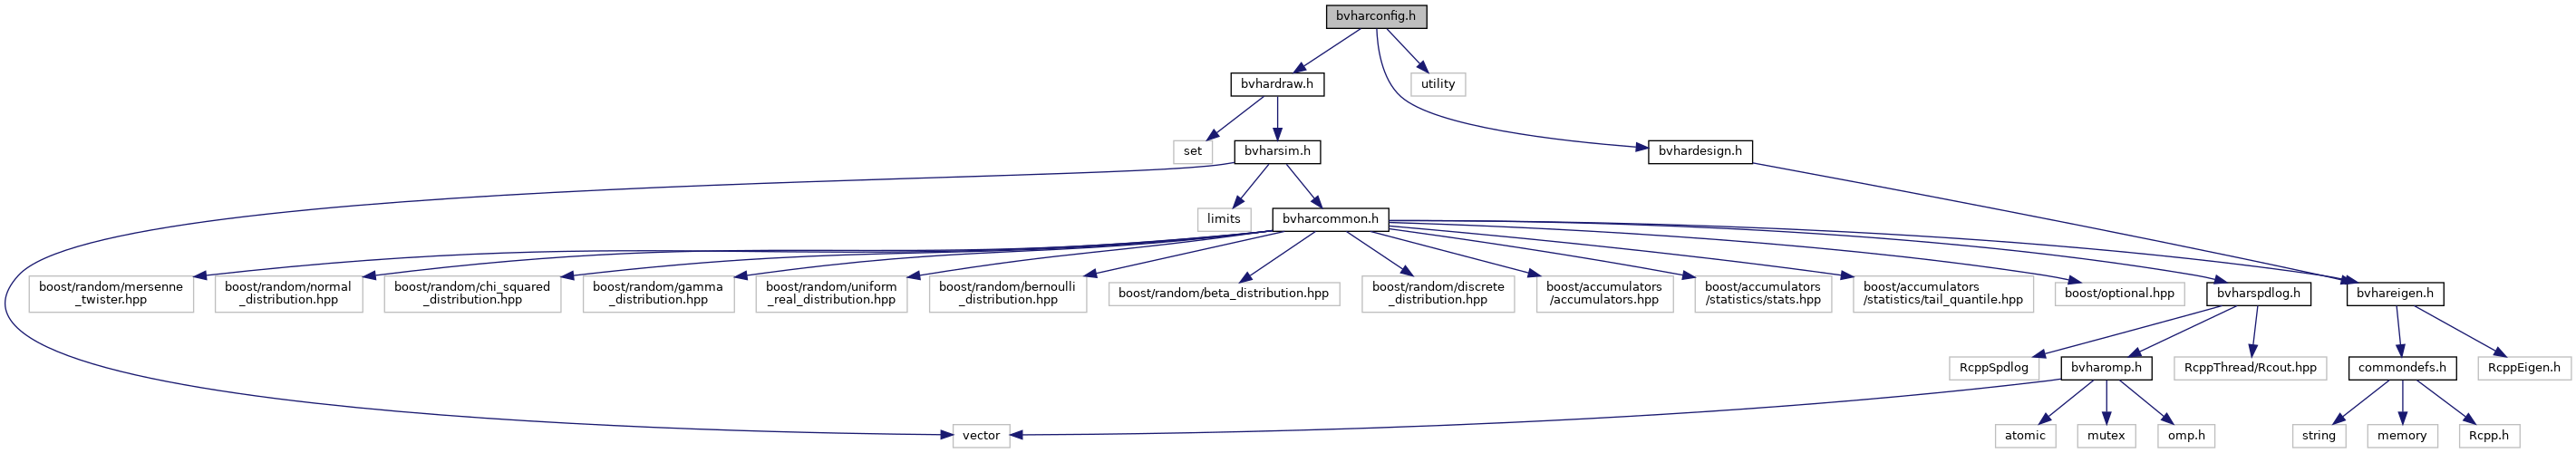 bvharconfig.h
bvhardraw.h
utility
set
bvharsim.h
bvhardesign.h
limits
bvharcommon.h
boost/random/mersenne
_twister.hpp
boost/random/normal
_distribution.hpp
boost/random/chi_squared
_distribution.hpp
boost/random/gamma
_distribution.hpp
boost/random/uniform
_real_distribution.hpp
boost/random/bernoulli
_distribution.hpp
boost/random/beta_distribution.hpp
boost/random/discrete
_distribution.hpp
boost/accumulators
/accumulators.hpp
boost/accumulators
/statistics/stats.hpp
boost/accumulators
/statistics/tail_quantile.hpp
boost/optional.hpp
bvharspdlog.h
bvhareigen.h
RcppSpdlog
bvharomp.h
RcppThread/Rcout.hpp
commondefs.h
RcppEigen.h
vector
atomic
mutex
omp.h
string
memory
Rcpp.h